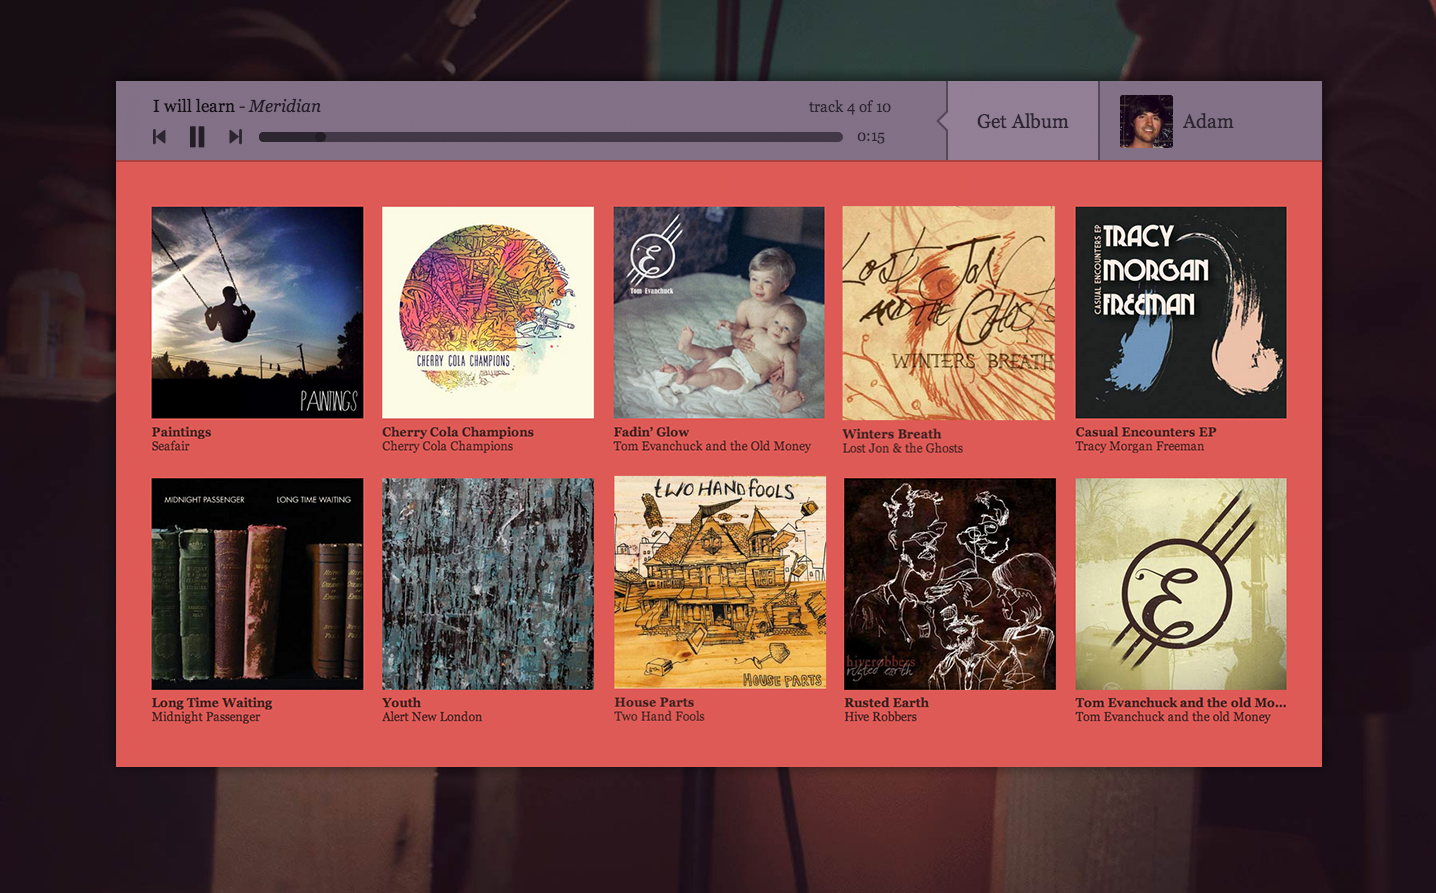 I will learn - Meridian
track 4 of 10
0:15
Get Album
Adam
PAINTINGS
CHERRY COLA CHAMPIONS
E
Tom Evanchuck
Lost Jon
AND THE GHOSTS
WINTERS BREATH
CASUAL ENCOUNTERS EP
TRACY
MORGAN
FREEMAN
Paintings
Seafair
Cherry Cola Champions
Cherry Cola Champions
Fadin' Glow
Tom Evanchuck and the Old Money
Winters Breath
Lost Jon & the Ghosts
Casual Encounters EP
Tracy Morgan Freeman
MIDNIGHT PASSENGER
LONG TIME WAITING
TWO HAND FOOLS
HOUSE PARTS
hiverobbers
rusted earth
E
Long Time Waiting
Midnight Passenger
Youth
Alert New London
House Parts
Two Hand Fools
Rusted Earth
Hive Robbers
Tom Evanchuck and the old Mo...
Tom Evanchuck and the old Money